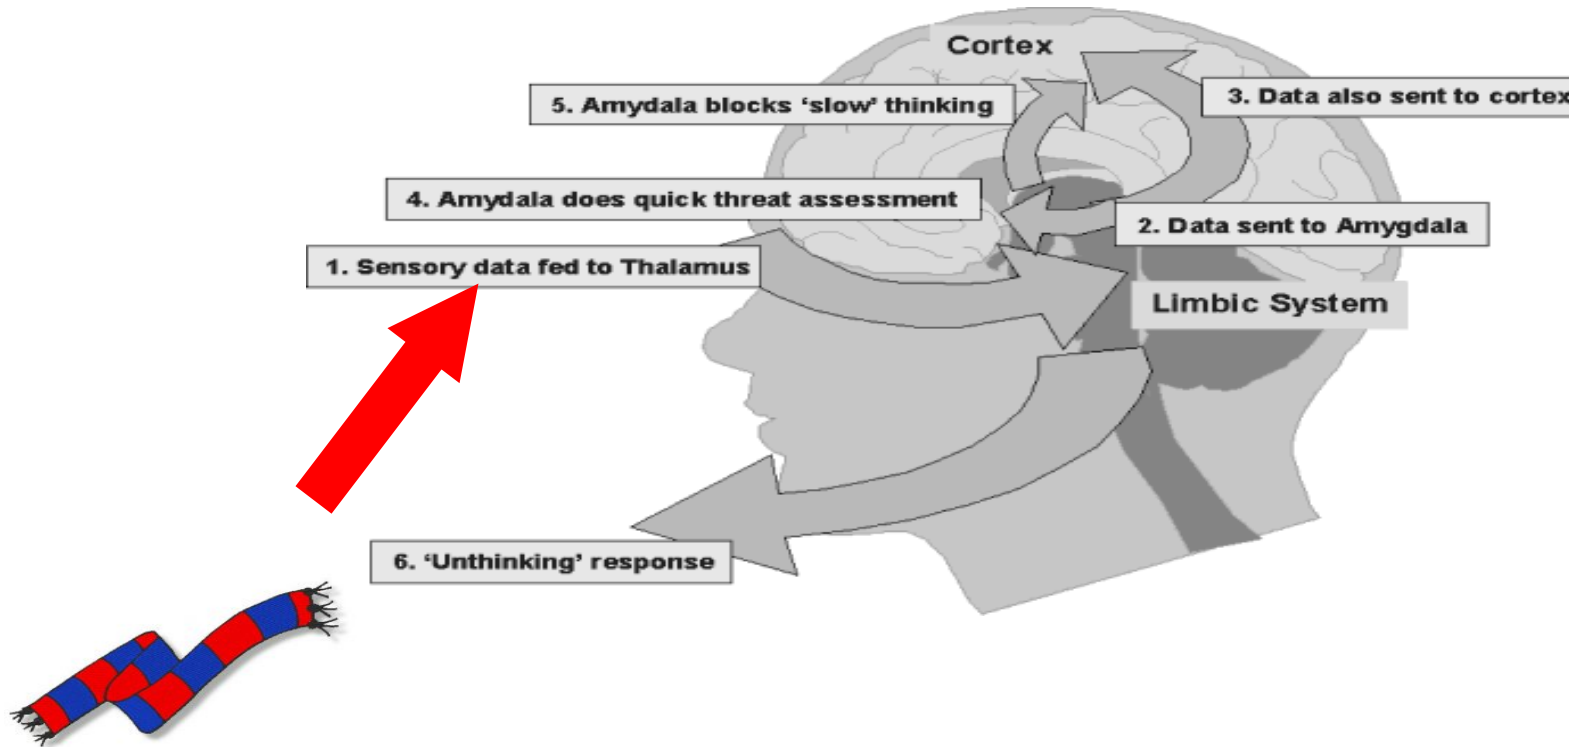 Cortex
5. Amydala blocks ‘slow’ thinking
3. Data also sent to cortex
4. Amydala does quick threat assessment
2. Data sent to Amygdala
1. Sensory data fed to Thalamus
Limbic System
6. ‘Unthinking’ response